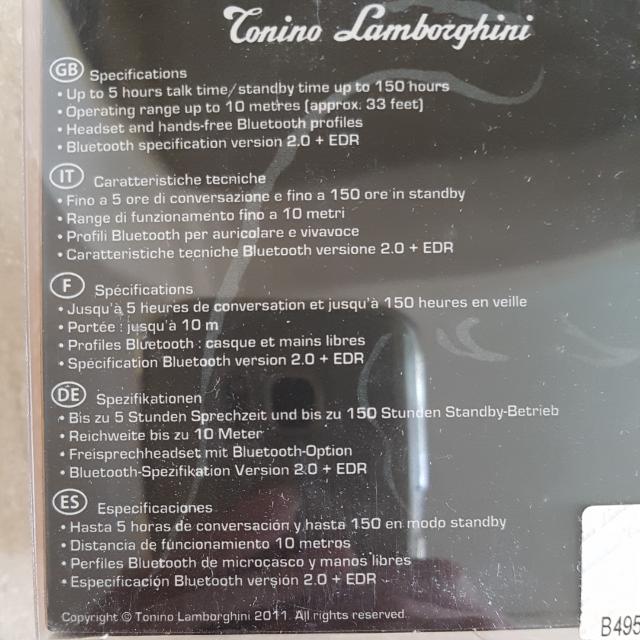 Tonino Lamborghini
GB Specifications
• Up to 5 hours talk time/standby time up to 150 hours
• Operating range up to 10 metres (approx. 33 feet)
• Headset and hands-free Bluetooth profiles
• Bluetooth specification version 2.0 + EDR
IT Caratteristiche tecniche
• Fino a 5 ore di conversazione e fino a 150 ore in standby
• Range di funzionamento fino a 10 metri
• Profili Bluetooth per auricolare e vivavoce
• Caratteristiche tecniche Bluetooth versione 2.0 + EDR
F Spécifications
• Jusqu'à 5 heures de conversation et jusqu'à 150 heures en veille
• Portée : jusqu'à 10 m
• Profiles Bluetooth : casque et mains libres
• Spécification Bluetooth version 2.0 + EDR
DE Spezifikationen
• Bis zu 5 Stunden Sprechzeit und bis zu 150 Stunden Standby-Betrieb
• Reichweite bis zu 10 Meter
• Freisprechheadset mit Bluetooth-Option
• Bluetooth-Spezifikation Version 2.0 + EDR
ES Especificaciones
• Hasta 5 horas de conversación y hasta 150 en modo standby
• Distancia de funcionamiento 10 metros
• Perfiles Bluetooth de microcasco y manos libres
• Especificación Bluetooth versión 2.0 + EDR
Copyright © Tonino Lamborghini 2011. All rights reserved.
B495